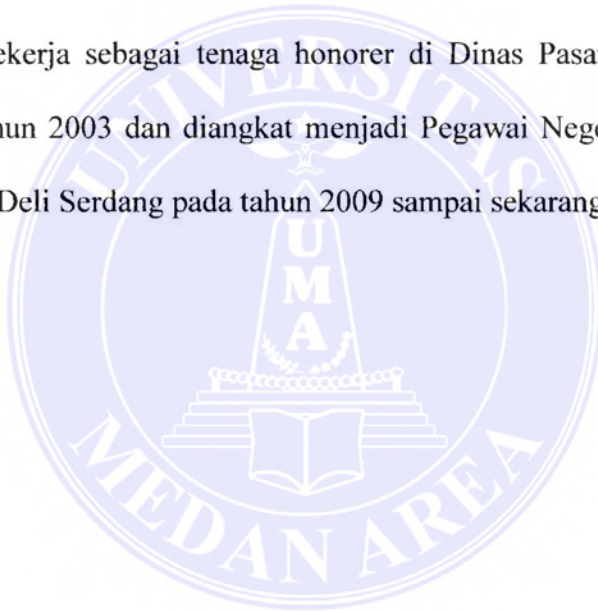 ekerja sebagai tenaga honorer di Dinas Pasar
hun 2003 dan diangkat menjadi Pegawai Nege
Deli Serdang pada tahun 2009 sampai sekarang
UNIVERSITAS
UMA
MEDAN AREA